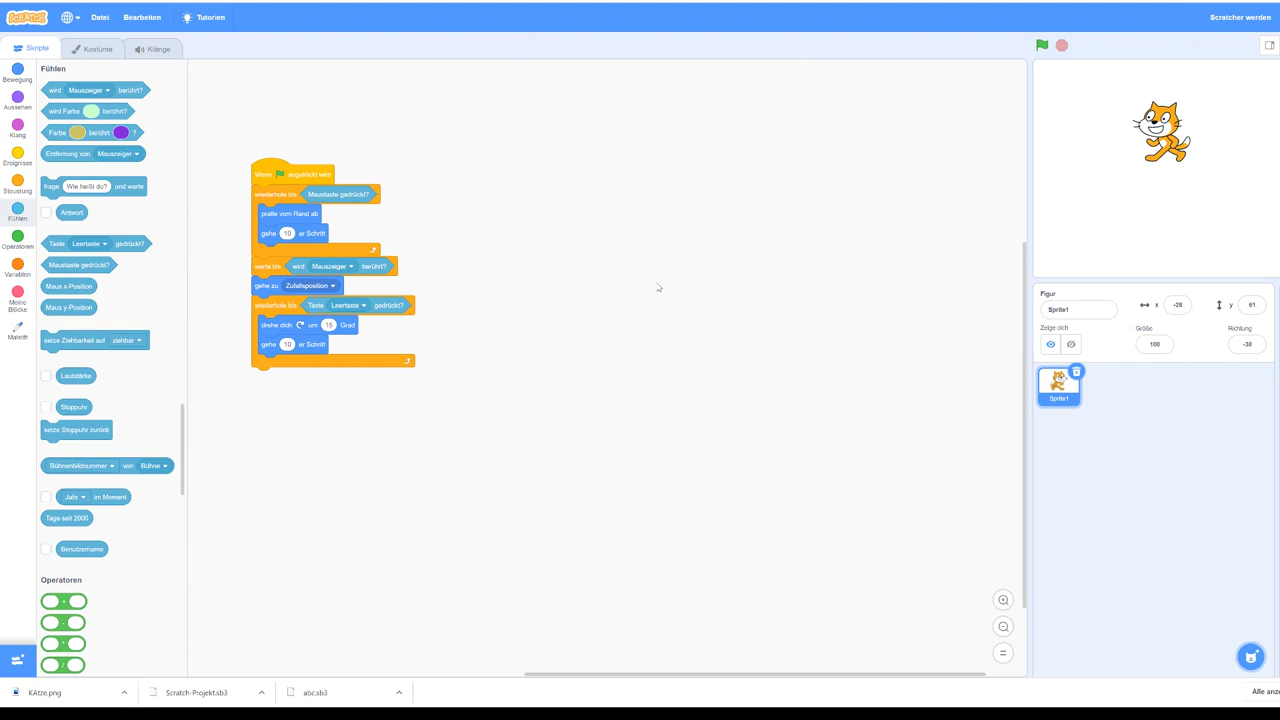 SCRATCH
Datei
Bearbeiten
Tutorien
Scratcher werden
Skripte
Kostüme
Klänge
Bewegung
Aussehen
Klang
Ereignisse
Steuerung
Fühlen
Operatoren
Variablen
Meine
Blöcke
Malstift
Fühlen
wird Mauszeiger berührt?
wird Farbe berührt?
Farbe berührt ?
Entfernung von Mauszeiger
frage Wie heißt du? und warte
Antwort
Taste Leertaste gedrückt?
Maustaste gedrückt?
Maus x-Position
Maus y-Position
setze Ziehbarkeit auf ziehbar
Lautstärke
Stoppuhr
setze Stoppuhr zurück
Bühnenbildnummer von Bühne
Jahr im Moment
Tage seit 2000
Benutzername
Operatoren
+
-
*
/
Wenn angeklickt wird
wiederhole bis Maustaste gedrückt?
pralle vom Rand ab
gehe 10 er Schritt
warte bis wird Mauszeiger berührt?
gehe zu Zufallsposition
wiederhole bis Taste Leertaste gedrückt?
drehe dich um 15 Grad
gehe 10 er Schritt
Figur
Sprite1
x -28
y 61
Zeige dich
Größe
100
Richtung
-30
Sprite1
KAtze.png
Scratch-Projekt.sb3
abc.sb3
Alle anz